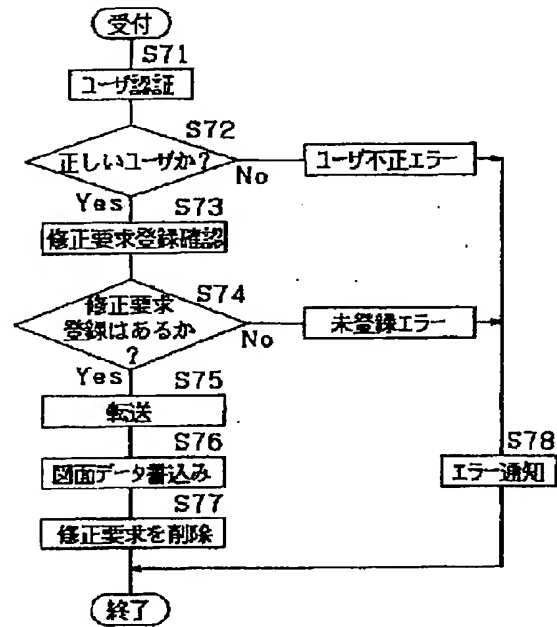 受付
S71
ユーザ認証
S72
正しいユーザか?
No
ユーザ不正エラー
Yes
S73
修正要求登録確認
修正要求
登録はあるか
?
S74
No
未登録エラー
Yes
S75
転送
S76
図面データ書込み
S77
修正要求を削除
S78
エラー通知
終了